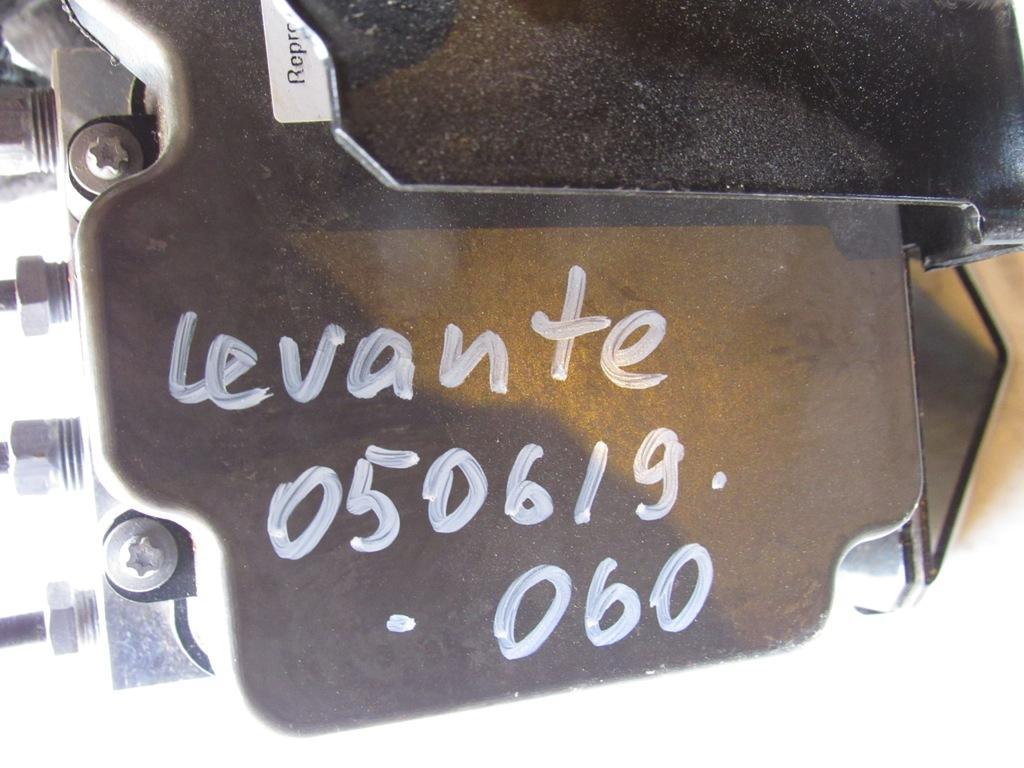 Repro
Levante
050619.
. 060